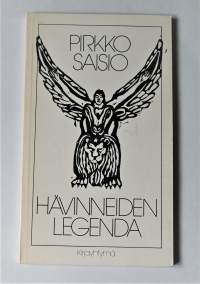 PIRKKO
SAISIO
HÄVINNEIDEN
LEGENDA
Kirjayhtymä